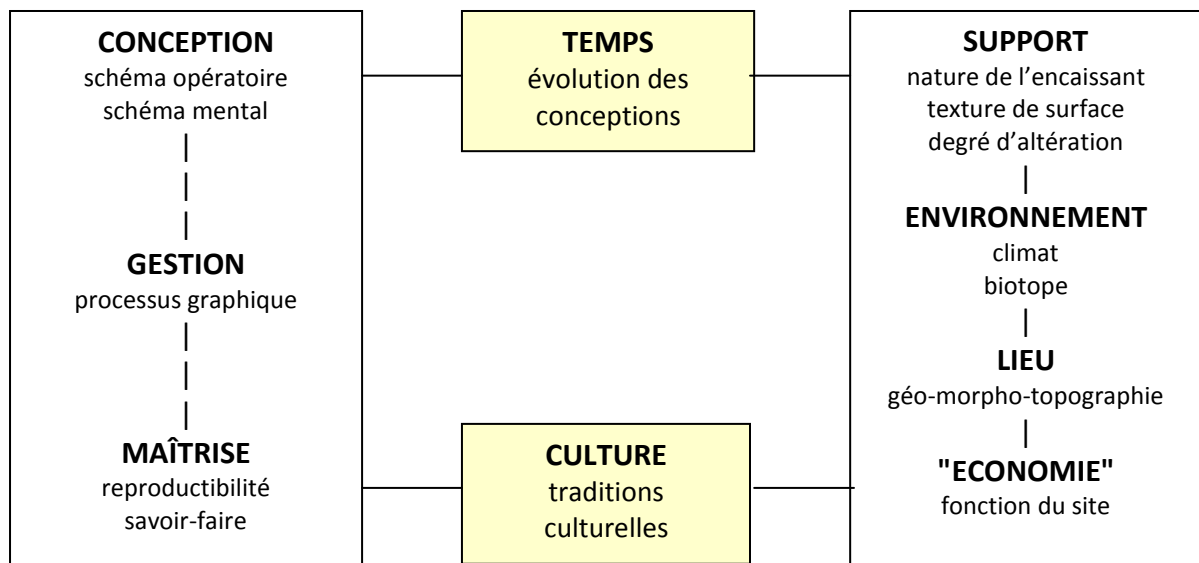 CONCEPTION
schéma opératoire
schéma mental
GESTION
processus graphique
MAÎTRISE
reproductibilité
savoir-faire
TEMPS
évolution des
conceptions
CULTURE
traditions
culturelles
SUPPORT
nature de l’encaissant
texture de surface
degré d’altération
ENVIRONNEMENT
climat
biotope
LIEU
géo-morpho-topographie
"ECONOMIE"
fonction du site